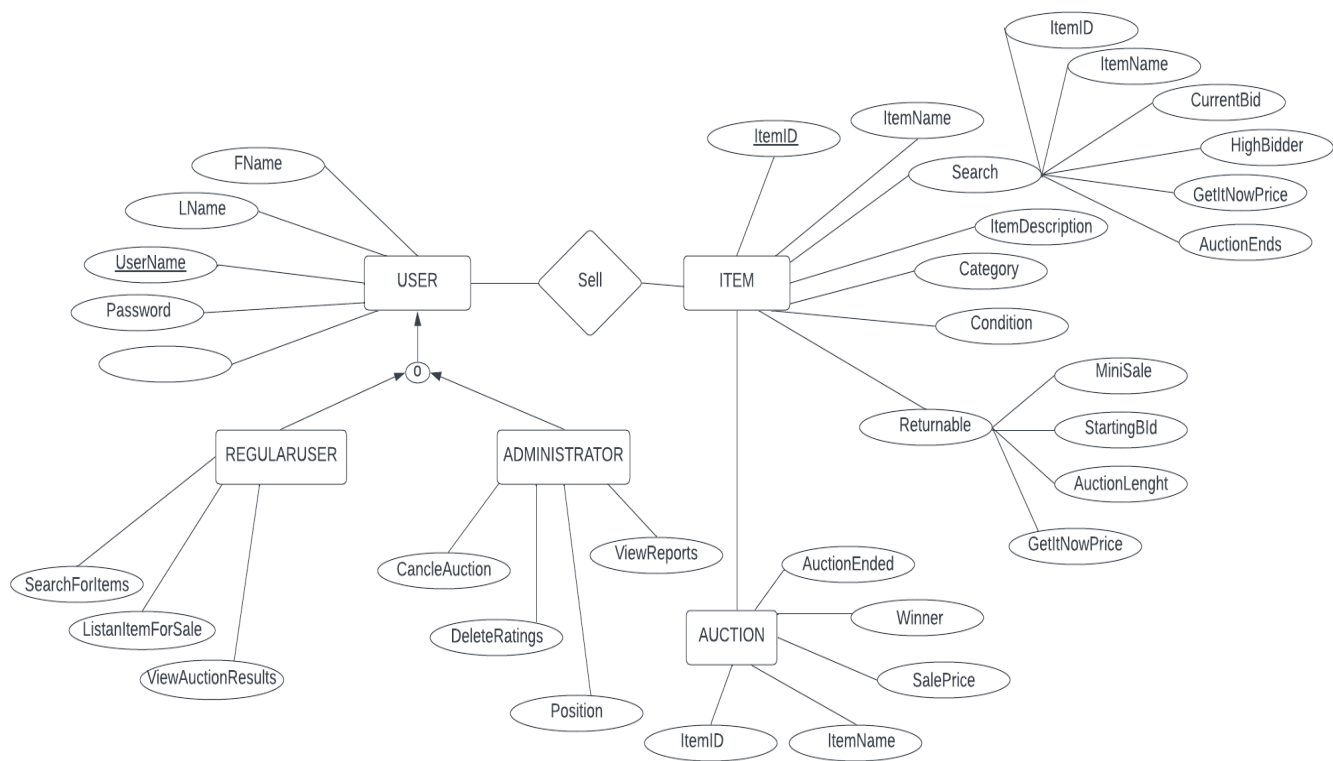 ItemID
ItemName
CurrentBid
HighBidder
GetItNowPrice
AuctionEnds
ItemID
ItemName
Search
ItemDescription
Category
Condition
FName
LName
UserName
Password
USER
Sell
ITEM
O
REGULARUSER
ADMINISTRATOR
Returnable
MiniSale
StartingBId
AuctionLenght
GetItNowPrice
SearchForItems
ListanItemForSale
ViewAuctionResults
CancleAuction
DeleteRatings
Position
ViewReports
AUCTION
AuctionEnded
Winner
SalePrice
ItemID
ItemName